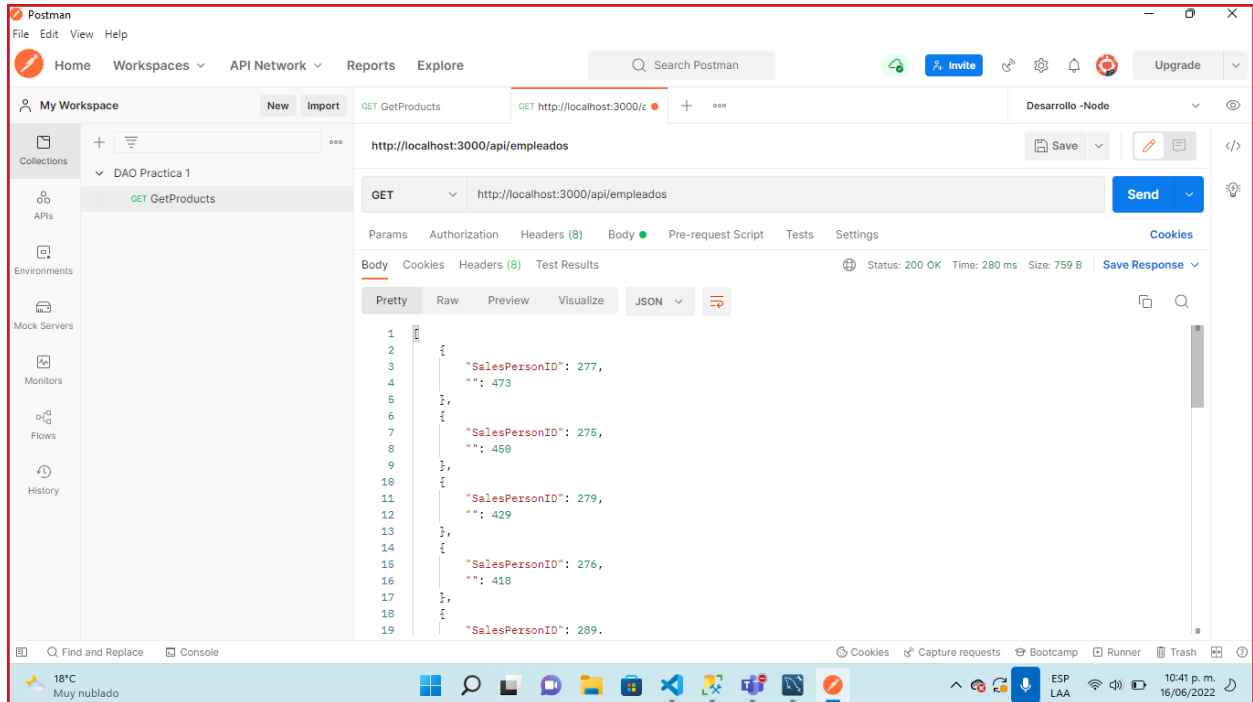 Postman
File Edit View Help
Home Workspaces API Network Reports Explore Search Postman Invite Upgrade
My Workspace New Import GET GetProducts GET http://localhost:3000/a Desarrollo -Node
Collections
http://localhost:3000/api/empleados Save
DAO Practica 1
GET GetProducts
GET http://localhost:3000/api/empleados Send
APIs
Params Authorization Headers (8) Body Pre-request Script Tests Settings Cookies
Environments
Body Cookies Headers (8) Test Results Status: 200 OK Time: 280 ms Size: 759 B Save Response
Pretty Raw Preview Visualize JSON
Mock Servers
Monitors
Flows
History
1 [
2 {
3 "SalesPersonID": 277,
4 "": 473
5 },
6 {
7 "SalesPersonID": 275,
8 "": 450
9 },
10 {
11 "SalesPersonID": 279,
12 "": 429
13 },
14 {
15 "SalesPersonID": 276,
16 "": 418
17 },
18 {
19 "SalesPersonID": 289,
Find and Replace Console Cookies Capture requests Bootcamp Runner Trash
18°C
Muy nublado
ESP
LAA
10:41 p. m.
16/06/2022